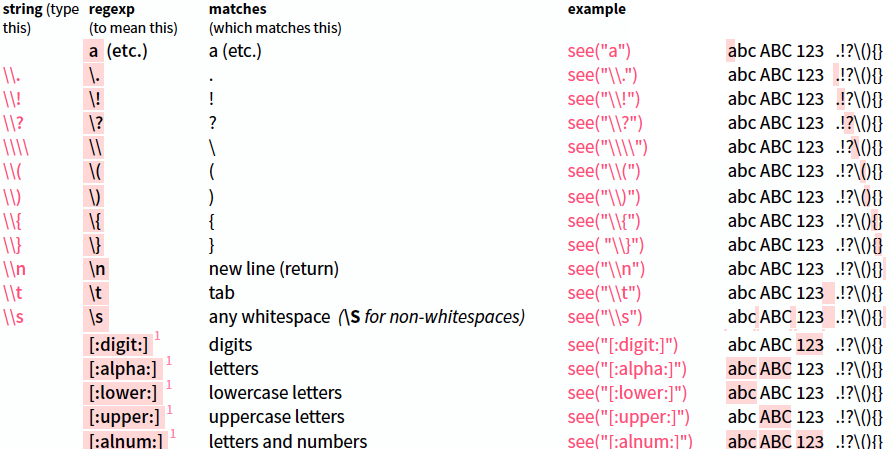 string (type regexp matches example
this) (to mean this) (which matches this)
a (etc.) a (etc.) see("a") abc ABC 123 .!?\(){}
\\. \. . see("\\.") abc ABC 123 .!?\(){}
\\! \! ! see("\\!") abc ABC 123 .!?\(){}
\\? \? ? see("\\?") abc ABC 123 .!?\(){}
\\\\ \\ \ see("\\\\") abc ABC 123 .!?\(){}
\\( \( ( see("\\(") abc ABC 123 .!?\(){}
\\) \) ) see("\\)") abc ABC 123 .!?\(){}
\\{ \{ { see("\\{") abc ABC 123 .!?\(){}
\\} \} } see( "\\}") abc ABC 123 .!?\(){}
\\n \n new line (return) see("\\n") abc ABC 123 .!?\(){}
\\t \t tab see("\\t") abc ABC 123 .!?\(){}
\\s \s any whitespace (\S for non-whitespaces) see("\\s") abc ABC 123 .!?\(){}
[:digit:] 1 digits see("[:digit:]") abc ABC 123 .!?\(){}
[:alpha:] 1 letters see("[:alpha:]") abc ABC 123 .!?\(){}
[:lower:] 1 lowercase letters see("[:lower:]") abc ABC 123 .!?\(){}
[:upper:] 1 uppercase letters see("[:upper:]") abc ABC 123 .!?\(){}
[:alnum:] 1 letters and numbers see("[:alnum:]") abc ABC 123 .!?\(){}